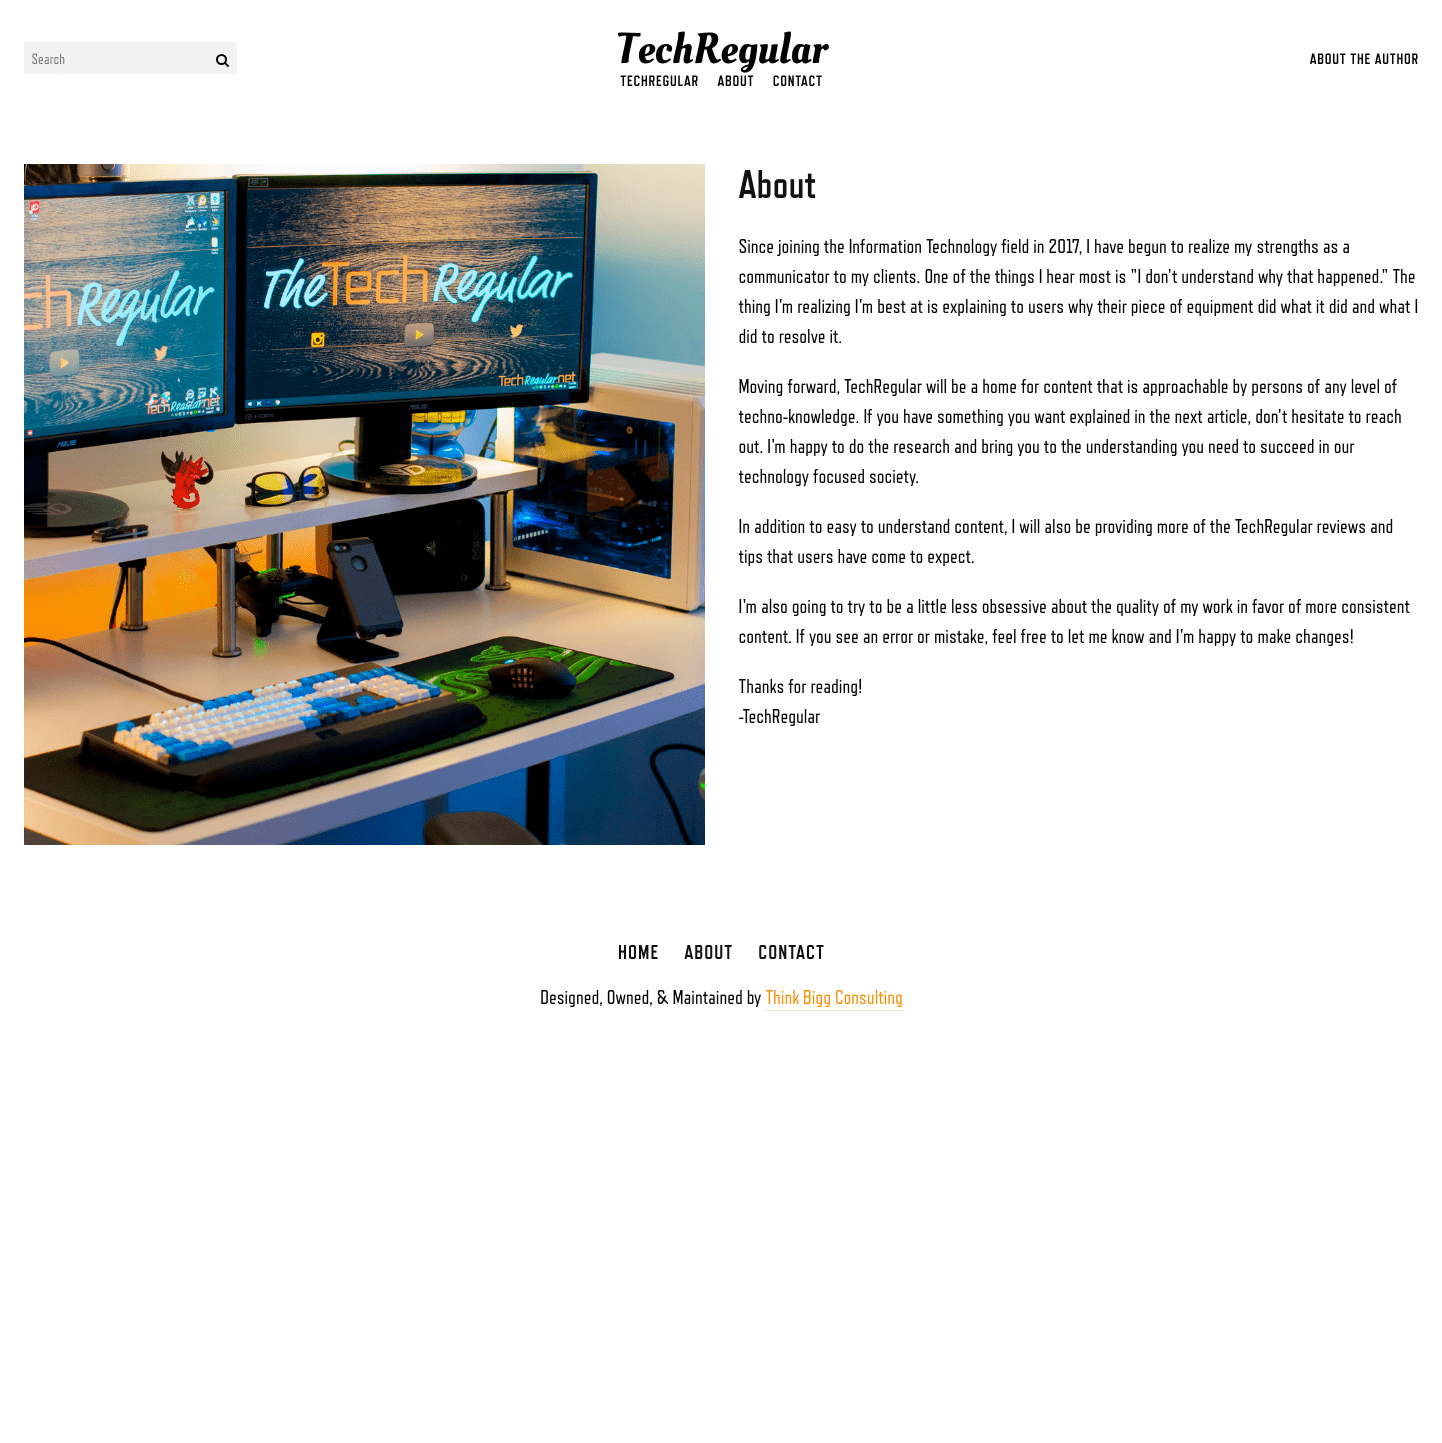 Search
TechRegular
TECHREGULAR ABOUT CONTACT
ABOUT THE AUTHOR
chRegular
TheTechRegular
TechRegular.net
TechRegular.net
ASUS
ASUS
HDMI
About
Since joining the Information Technology field in 2017, I have begun to realize my strengths as a
communicator to my clients. One of the things I hear most is "I don't understand why that happened." The
thing I'm realizing I'm best at is explaining to users why their piece of equipment did what it did and what I
did to resolve it.
Moving forward, TechRegular will be a home for content that is approachable by persons of any level of
techno-knowledge. If you have something you want explained in the next article, don't hesitate to reach
out. I'm happy to do the research and bring you to the understanding you need to succeed in our
technology focused society.
In addition to easy to understand content, I will also be providing more of the TechRegular reviews and
tips that users have come to expect.
I'm also going to try to be a little less obsessive about the quality of my work in favor of more consistent
content. If you see an error or mistake, feel free to let me know and I'm happy to make changes!
Thanks for reading!
-TechRegular
HOME ABOUT CONTACT
Designed, Owned, & Maintained by Think Bigg Consulting